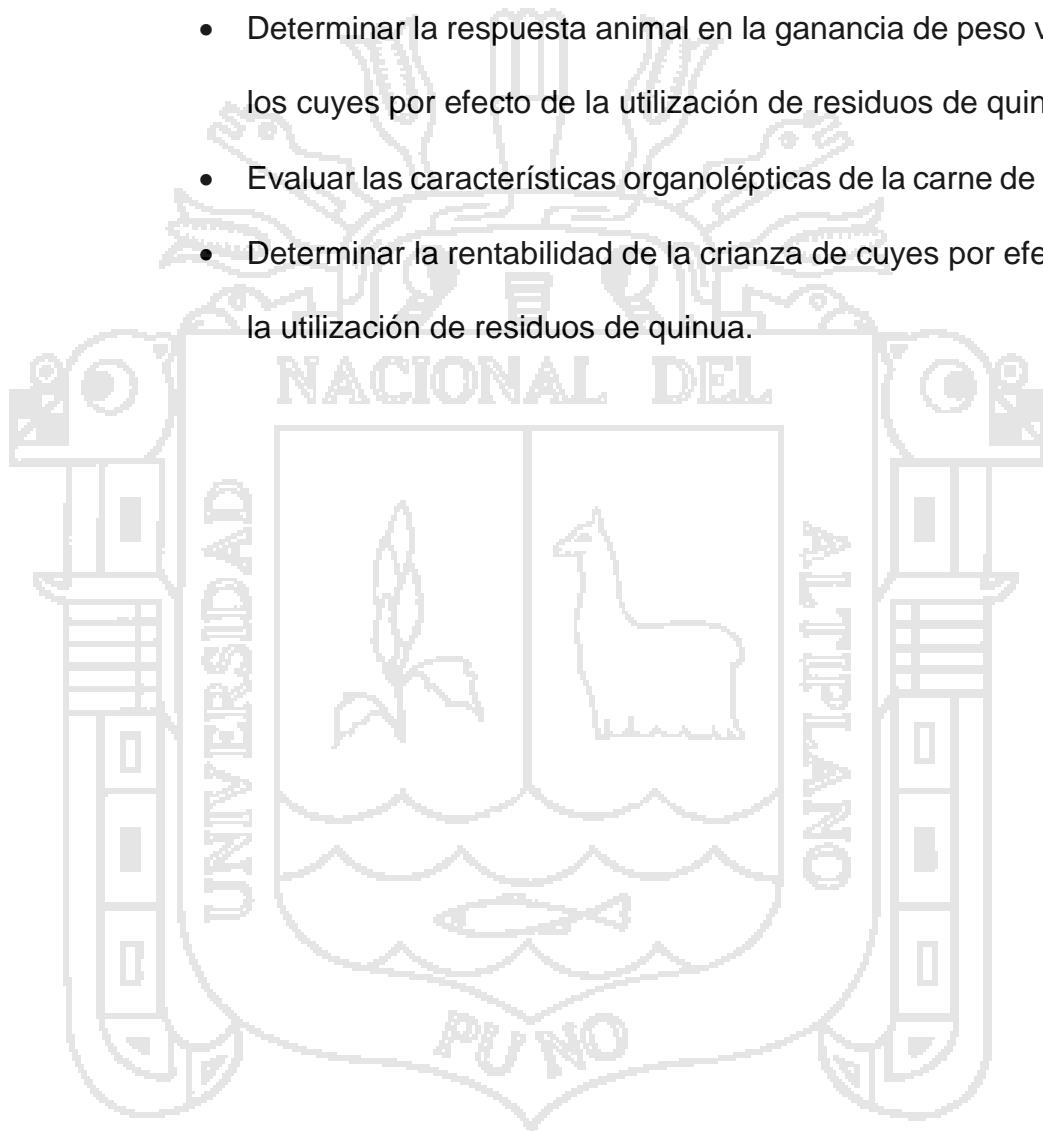 • Determinar la respuesta animal en la ganancia de peso
los cuyes por efecto de la utilización de residuos de
• Evaluar las características organolépticas de la carne de
• Determinar la rentabilidad de la crianza de cuyes por
la utilización de residuos de quinua.
NACIONAL DEL
UNIVERSIDAD
ALTIPLANO
PUNO